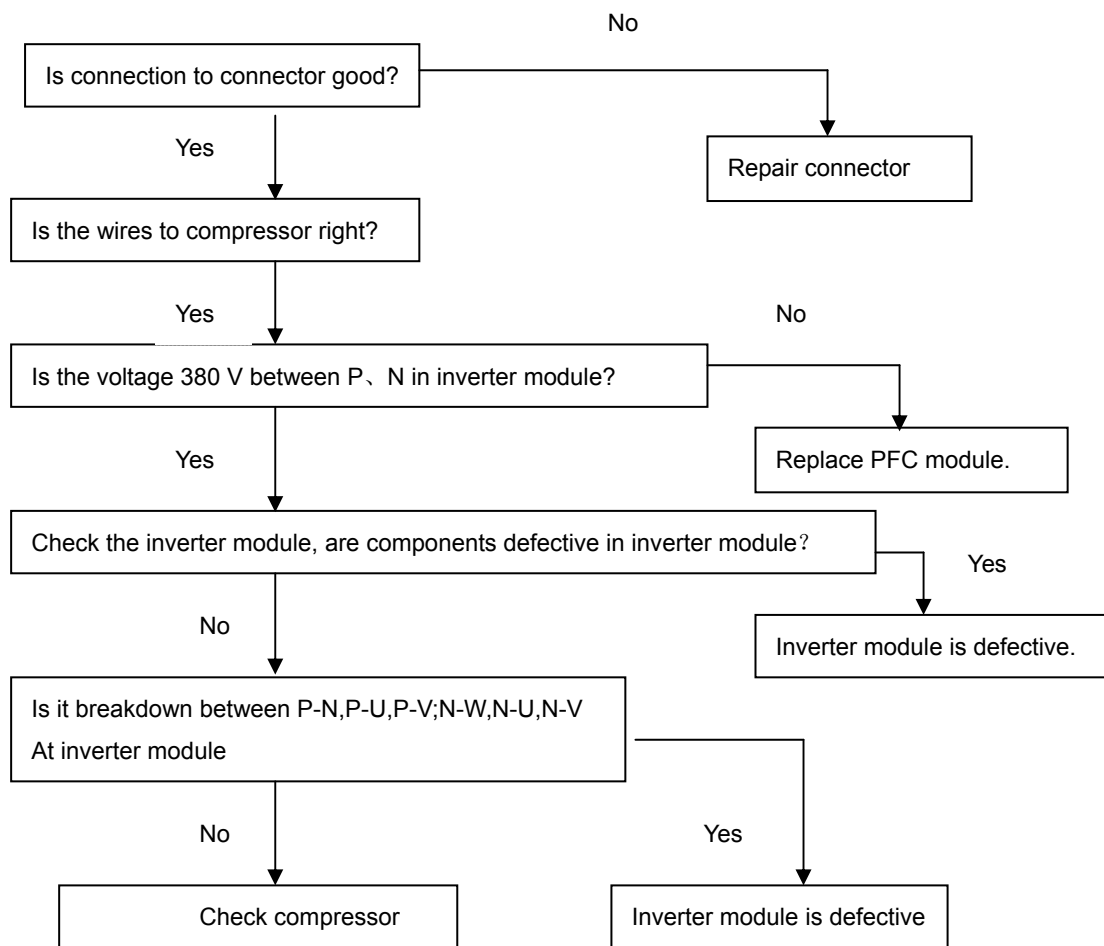 No
Is connection to connector good?
Yes
Repair connector
Is the wires to compressor right?
Yes
No
Is the voltage 380 V between P、N in inverter module?
Yes
Replace PFC module.
Check the inverter module, are components defective in inverter module？
Yes
No
Inverter module is defective.
Is it breakdown between P-N,P-U,P-V;N-W,N-U,N-V
At inverter module
No
Yes
Check compressor
Inverter module is defective